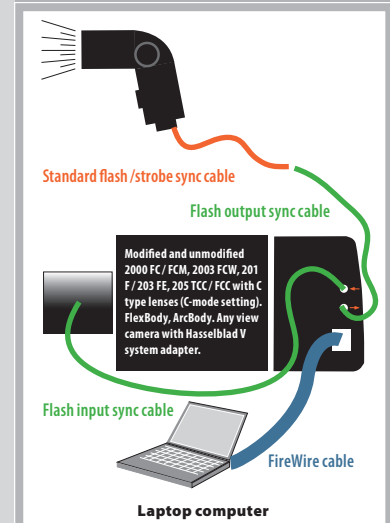 Standard flash /strobe sync cable
Flash output sync cable
Modified and unmodified
2000 FC / FCM, 2003 FCW, 201
F / 203 FE, 205 TCC / FCC with C
type lenses (C-mode setting).
FlexBody, ArcBody. Any view
camera with Hasselblad V
system adapter.
Flash input sync cable
FireWire cable
Laptop computer